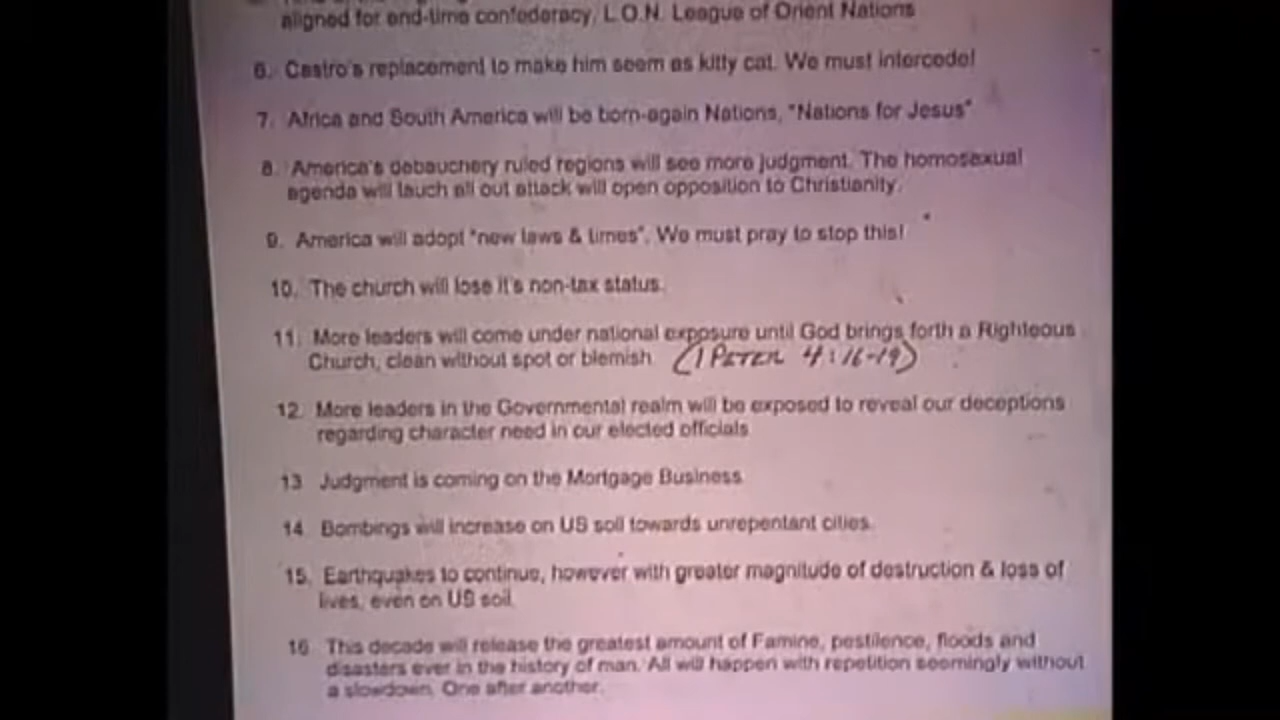 aligned for end-time confederacy, L.O.N. League of Orient Nations
6. Castro's replacement to make him seem as kitty cat. We must intercede!
7. Africa and South America will be born-again Nations, "Nations for Jesus"
8. America's debauchery ruled regions will see more judgment. The homosexual
agenda will lauch all out attack will open opposition to Christianity.
9. America will adopt "new laws & times". We must pray to stop this!
10. The church will lose it's non-tax status.
11. More leaders will come under national exposure until God brings forth a Righteous
Church, clean without spot or blemish (1 PETER 4:16-19)
12. More leaders in the Governmental realm will be exposed to reveal our deceptions
regarding character need in our elected officials
13 Judgment is coming on the Mortgage Business
14 Bombings will increase on US soil towards unrepentant cities.
15. Earthquakes to continue, however with greater magnitude of destruction & loss of
lives, even on US soil.
16 This decade will release the greatest amount of Famine, pestilence, floods and
disasters ever in the history of man. All will happen with repetition seemingly without
a slowdown. One after another.